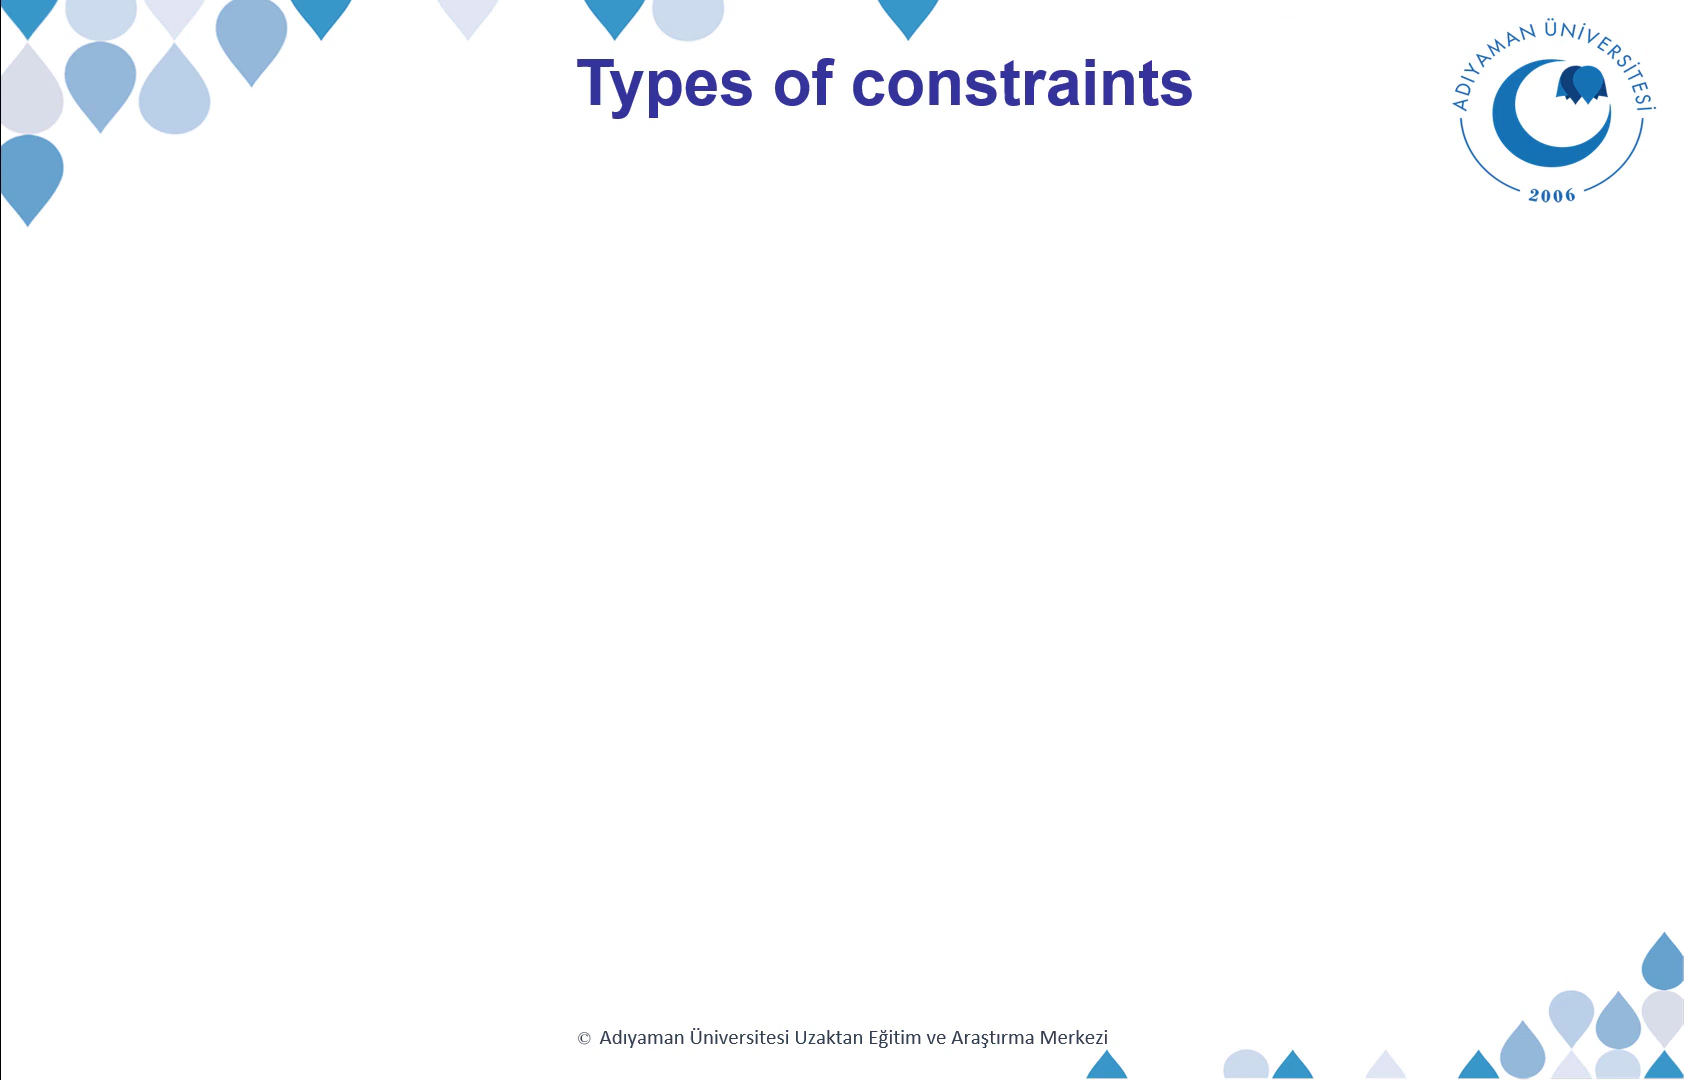 Types of constraints
ADIYAMAN ÜNİVERSİTESİ
2006
© Adıyaman Üniversitesi Uzaktan Eğitim ve Araştırma Merkezi